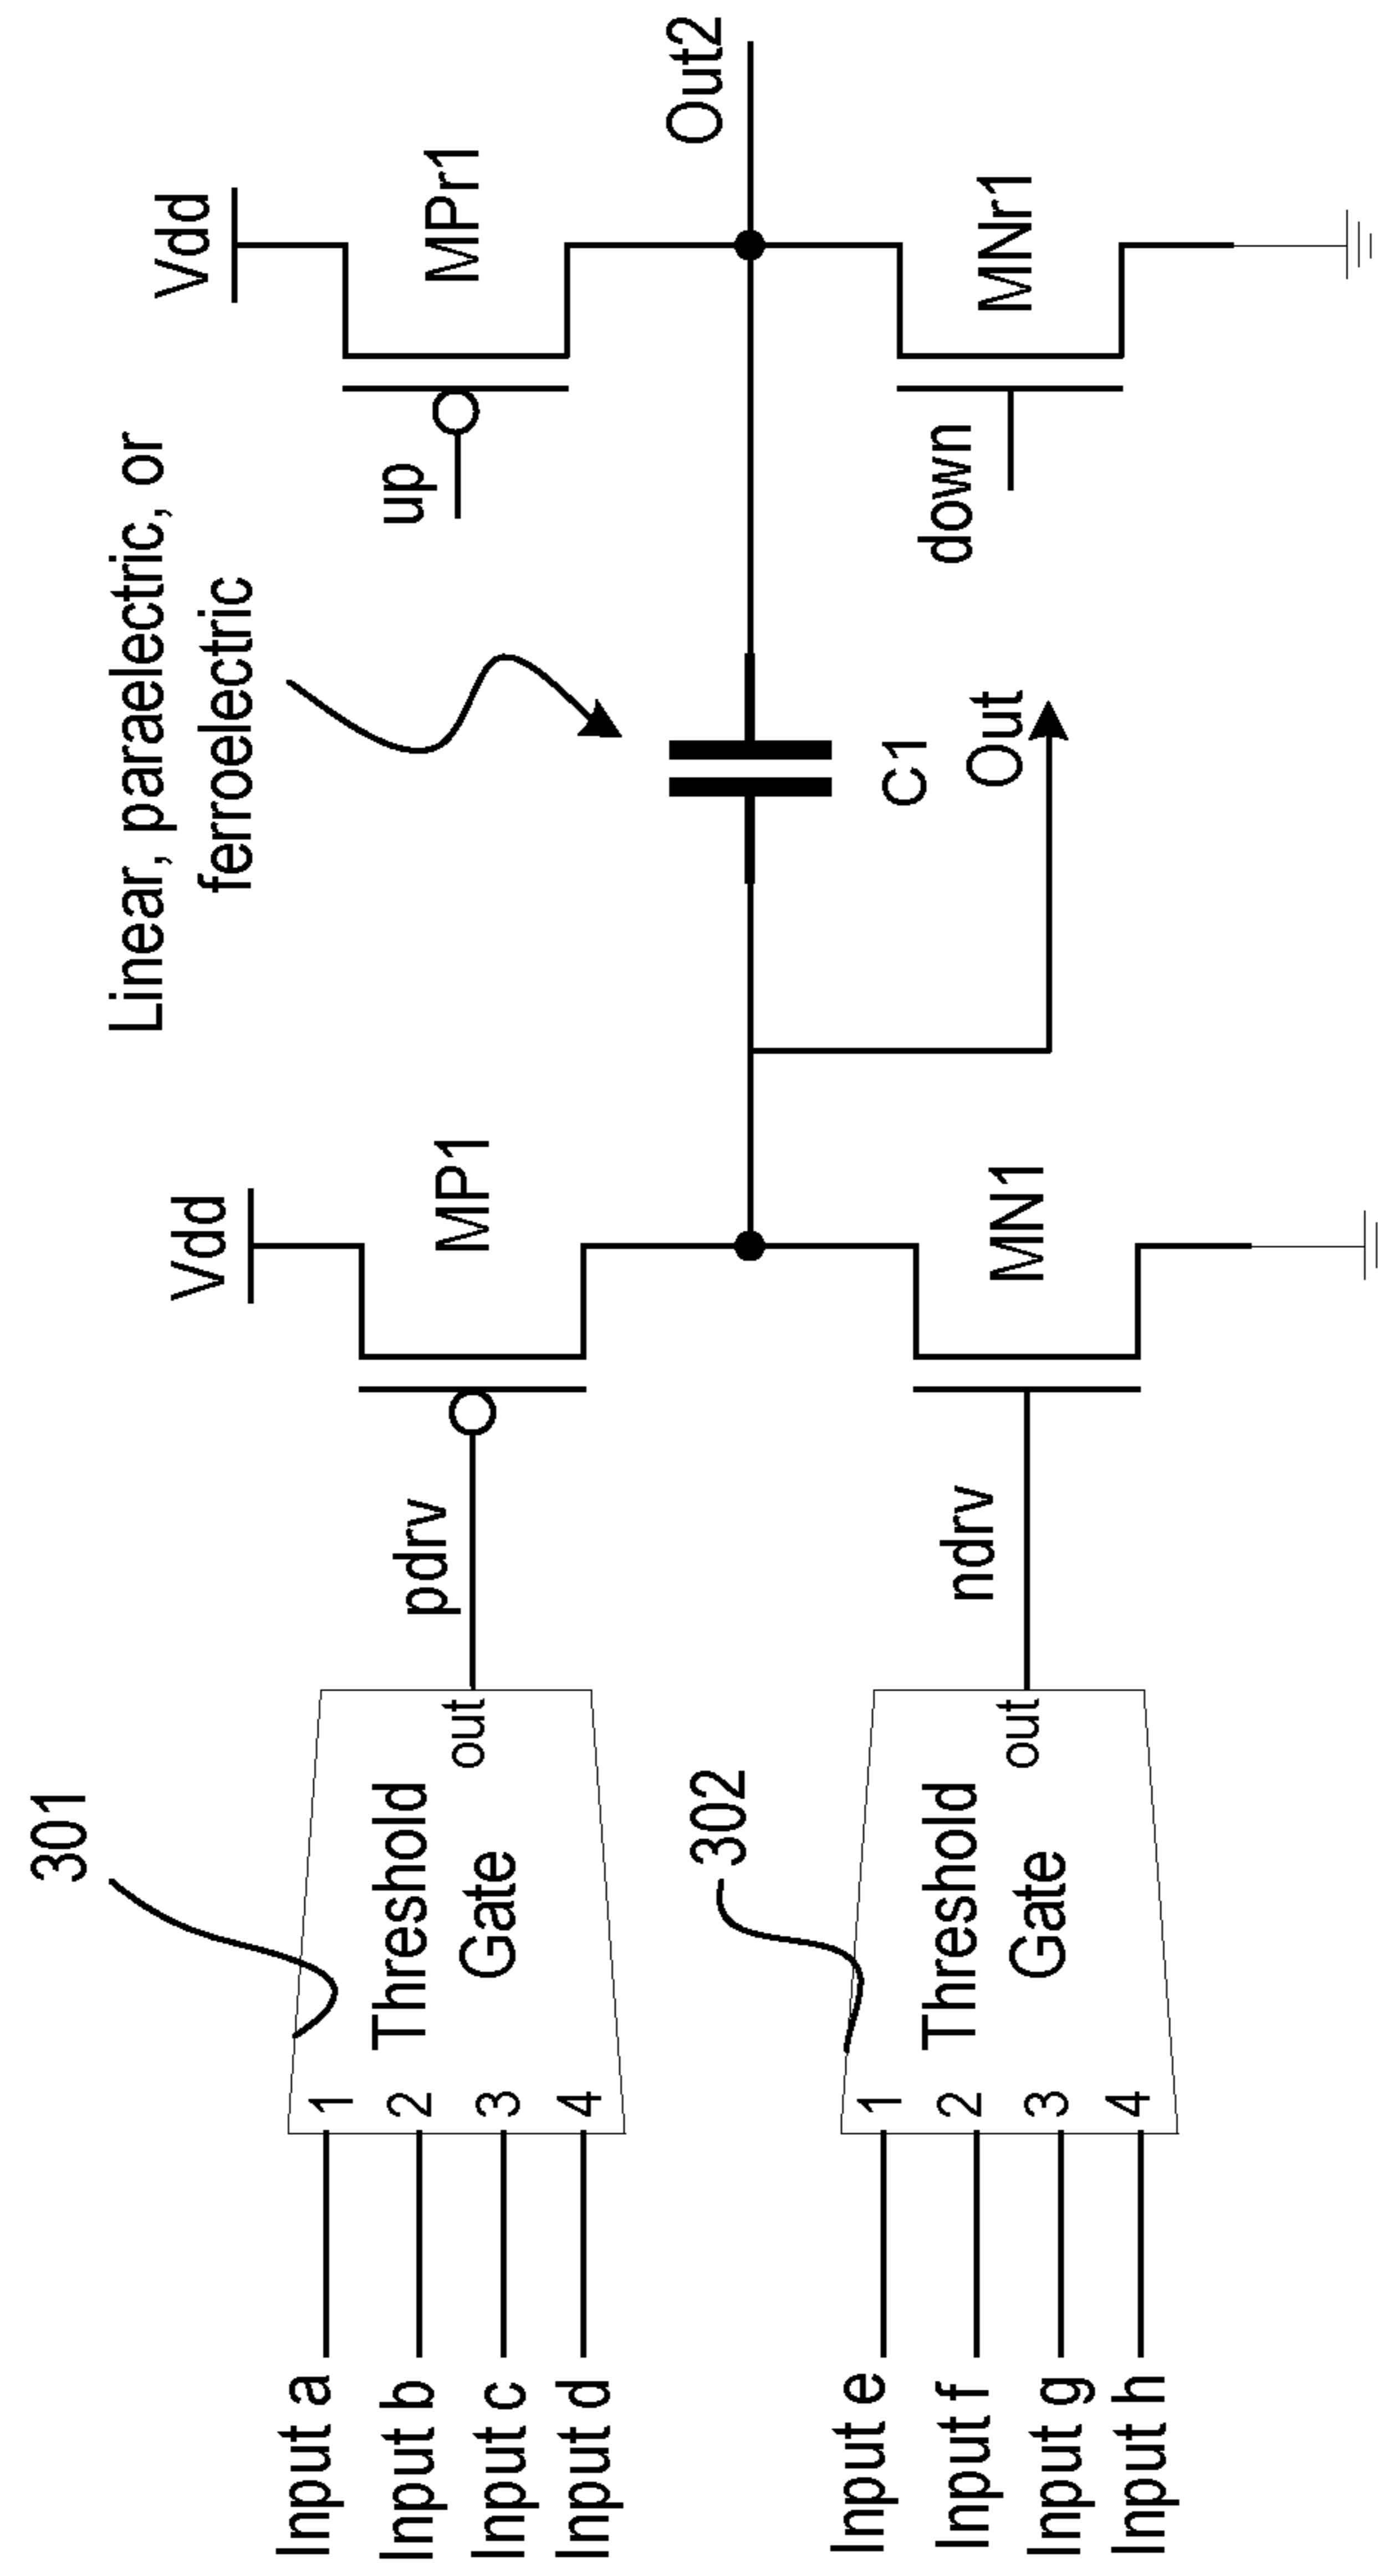 301
Input a
Input b
Input c
Input d
1
2
3
4
Threshold
Gate
out
pdrv
Vdd
MP1
302
Input e
Input f
Input g
Input h
1
2
3
4
Threshold
Gate
out
ndrv
MN1
Linear, paraelectric, or
ferroelectric
C1
Out
up
Vdd
MPr1
Out2
down
MNr1